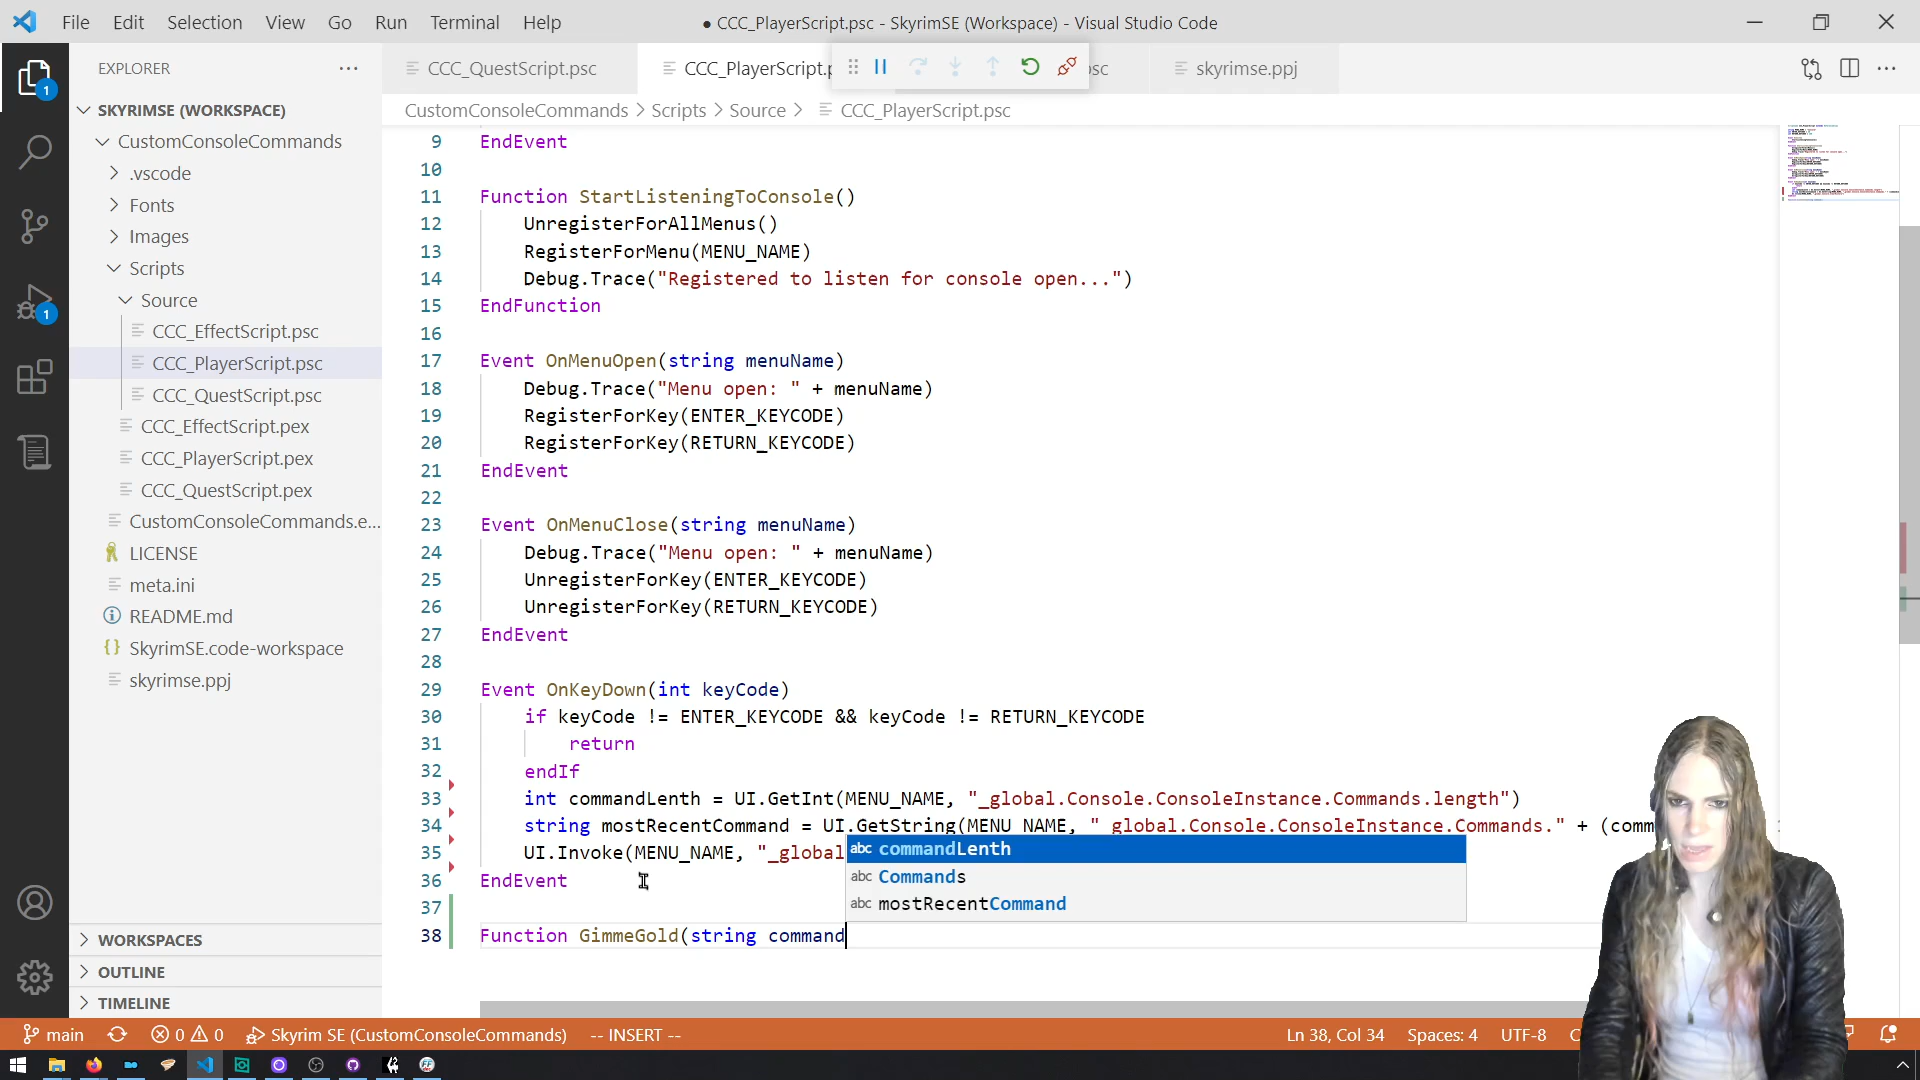 File Edit Selection View Go Run Terminal Help
● CCC_PlayerScript.psc - SkyrimSE (Workspace) - Visual Studio Code
EXPLORER
CCC_QuestScript.psc
CCC_PlayerScript.p
sc
skyrimse.ppj
CustomConsoleCommands > Scripts > Source > CCC_PlayerScript.psc
1
1
SKYRIMSE (WORKSPACE)
CustomConsoleCommands
.vscode
Fonts
Images
Scripts
Source
CCC_EffectScript.psc
CCC_PlayerScript.psc
CCC_QuestScript.psc
CCC_EffectScript.pex
CCC_PlayerScript.pex
CCC_QuestScript.pex
CustomConsoleCommands.e...
LICENSE
meta.ini
README.md
SkyrimSE.code-workspace
skyrimse.ppj
WORKSPACES
OUTLINE
TIMELINE
9 EndEvent
10
11 Function StartListeningToConsole()
12 UnregisterForAllMenus()
13 RegisterForMenu(MENU_NAME)
14 Debug.Trace("Registered to listen for console open...")
15 EndFunction
16
17 Event OnMenuOpen(string menuName)
18 Debug.Trace("Menu open: " + menuName)
19 RegisterForKey(ENTER_KEYCODE)
20 RegisterForKey(RETURN_KEYCODE)
21 EndEvent
22
23 Event OnMenuClose(string menuName)
24 Debug.Trace("Menu open: " + menuName)
25 UnregisterForKey(ENTER_KEYCODE)
26 UnregisterForKey(RETURN_KEYCODE)
27 EndEvent
28
29 Event OnKeyDown(int keyCode)
30 if keyCode != ENTER_KEYCODE && keyCode != RETURN_KEYCODE
31 return
32 endIf
33 int commandLenth = UI.GetInt(MENU_NAME, "_global.Console.ConsoleInstance.Commands.length")
34 string mostRecentCommand = UI.GetString(MENU_NAME, "_global.Console.ConsoleInstance.Commands." + (comm
35 UI.Invoke(MENU_NAME, "_global
36 EndEvent
37
38 Function GimmeGold(string command
abc commandLenth
abc Commands
abc mostRecentCommand
main 0 0 Skyrim SE (CustomConsoleCommands) -- INSERT -- Ln 38, Col 34 Spaces: 4 UTF-8